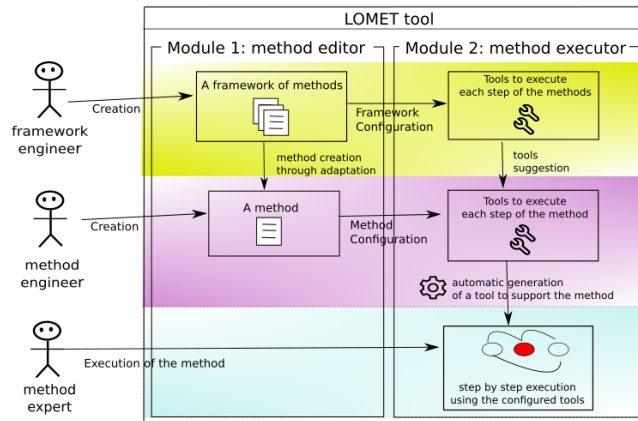 LOMET tool
Module 1: method editor
Module 2: method executor
A framework of methods
Tools to execute
each step of the methods
Creation
Framework
Configuration
framework
engineer
method creation
through adaptation
tools
suggestion
A method
Tools to execute
each step of the method
Creation
Method
Configuration
method
engineer
automatic generation
of a tool to support the method
Execution of the method
method
expert
step by step execution
using the configured tools